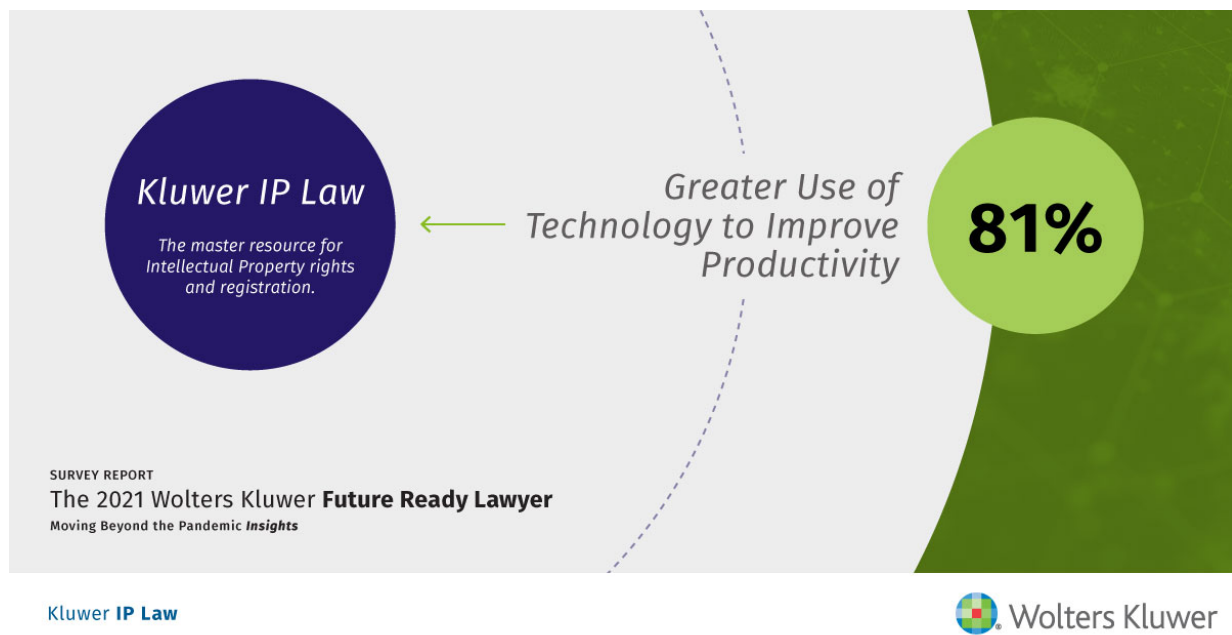 Kluwer IP Law
The master resource for
Intellectual Property rights
and registration.
Greater Use of
Technology to Improve
Productivity
81%
SURVEY REPORT
The 2021 Wolters Kluwer Future Ready Lawyer
Moving Beyond the Pandemic Insights
Kluwer IP Law
Wolters Kluwer